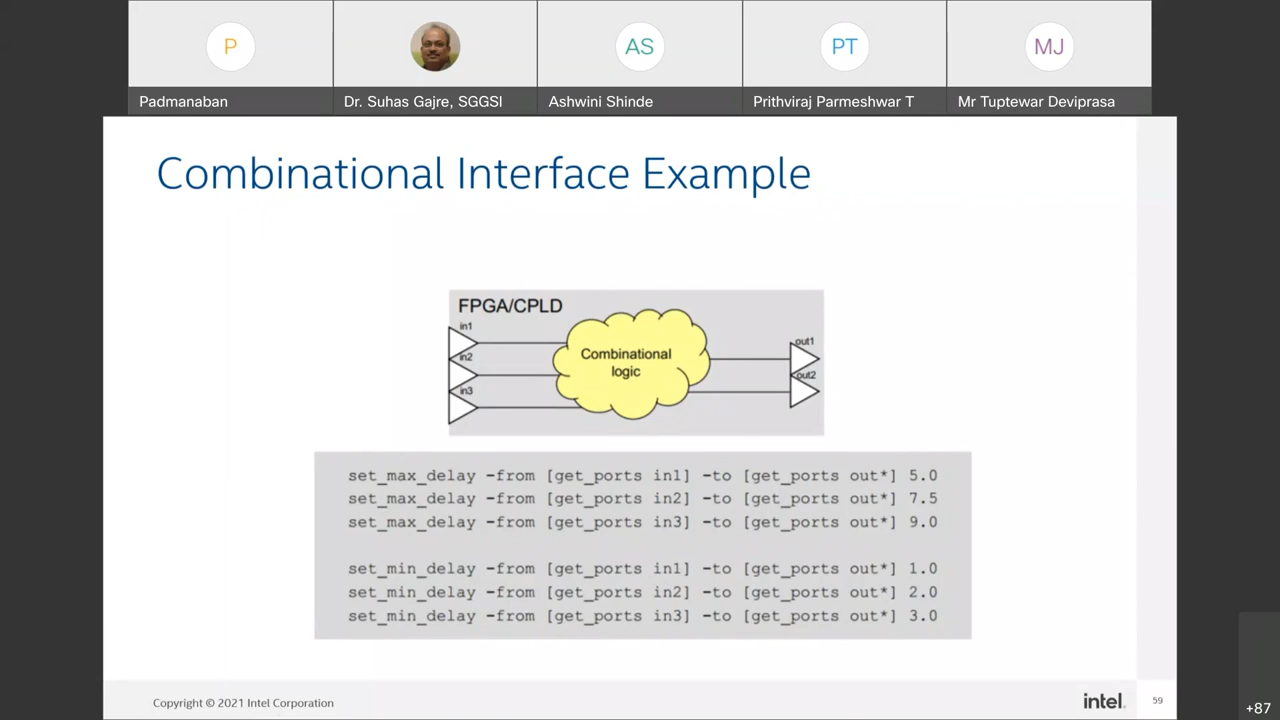 P
AS
PT
MJ
Padmanaban
Dr. Suhas Gajre, SGGSI
Ashwini Shinde
Prithviraj Parmeshwar T
Mr Tuptewar Deviprasa
Combinational Interface Example
FPGA/CPLD
in1
in2
in3
Combinational
logic
out1
out2
set_max_delay -from [get_ports in1] -to [get_ports out*] 5.0
set_max_delay -from [get_ports in2] -to [get_ports out*] 7.5
set_max_delay -from [get_ports in3] -to [get_ports out*] 9.0
set_min_delay -from [get_ports in1] -to [get_ports out*] 1.0
set_min_delay -from [get_ports in2] -to [get_ports out*] 2.0
set_min_delay -from [get_ports in3] -to [get_ports out*] 3.0
Copyright © 2021 Intel Corporation
intel.
59
+87